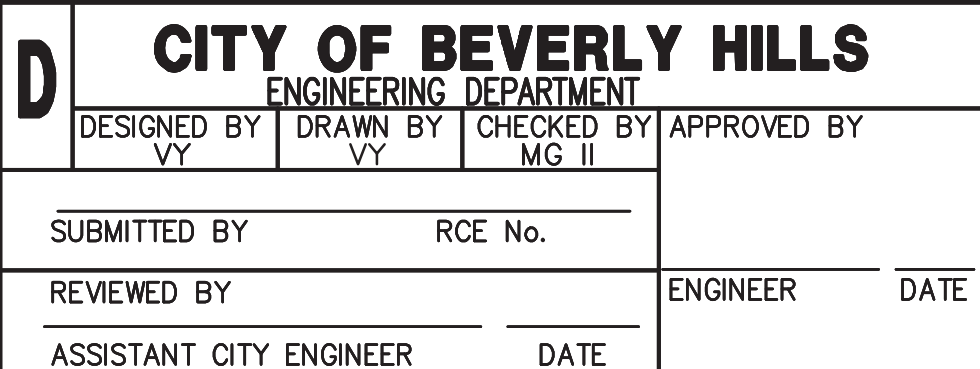 D
CITY OF BEVERLY HILLS
ENGINEERING DEPARTMENT
DESIGNED BY
VY
DRAWN BY
VY
CHECKED BY
MG II
APPROVED BY
SUBMITTED BY RCE No.
ENGINEER DATE
REVIEWED BY
ASSISTANT CITY ENGINEER DATE